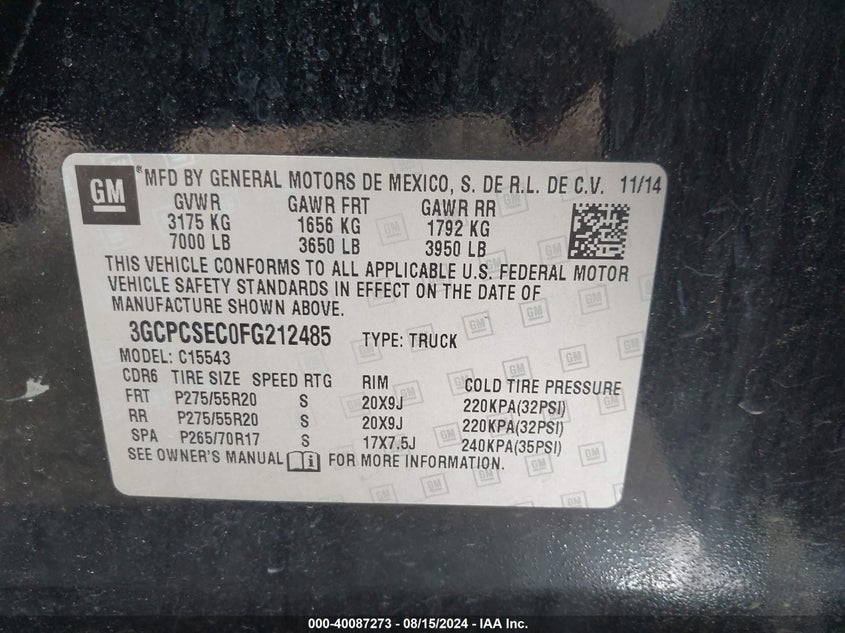 GM
®MFD BY GENERAL MOTORS DE MEXICO, S. DE R.L. DE C.V. 11/14
GVWR GAWR FRT GAWR RR
3175 KG 1656 KG 1792 KG
7000 LB 3650 LB 3950 LB
THIS VEHICLE CONFORMS TO ALL APPLICABLE U.S. FEDERAL MOTOR
VEHICLE SAFETY STANDARDS IN EFFECT ON THE DATE OF
MANUFACTURE SHOWN ABOVE.
3GCPCSEC0FG212485 TYPE: TRUCK
MODEL: C15543
CDR6 TIRE SIZE SPEED RTG RIM COLD TIRE PRESSURE
FRT P275/55R20 S 20X9J 220KPA(32PSI)
RR P275/55R20 S 20X9J 220KPA(32PSI)
SPA P265/70R17 S 17X7.5J 240KPA(35PSI)
SEE OWNER'S MANUAL FOR MORE INFORMATION.
000-40087273 - 08/15/2024 - IAA Inc.